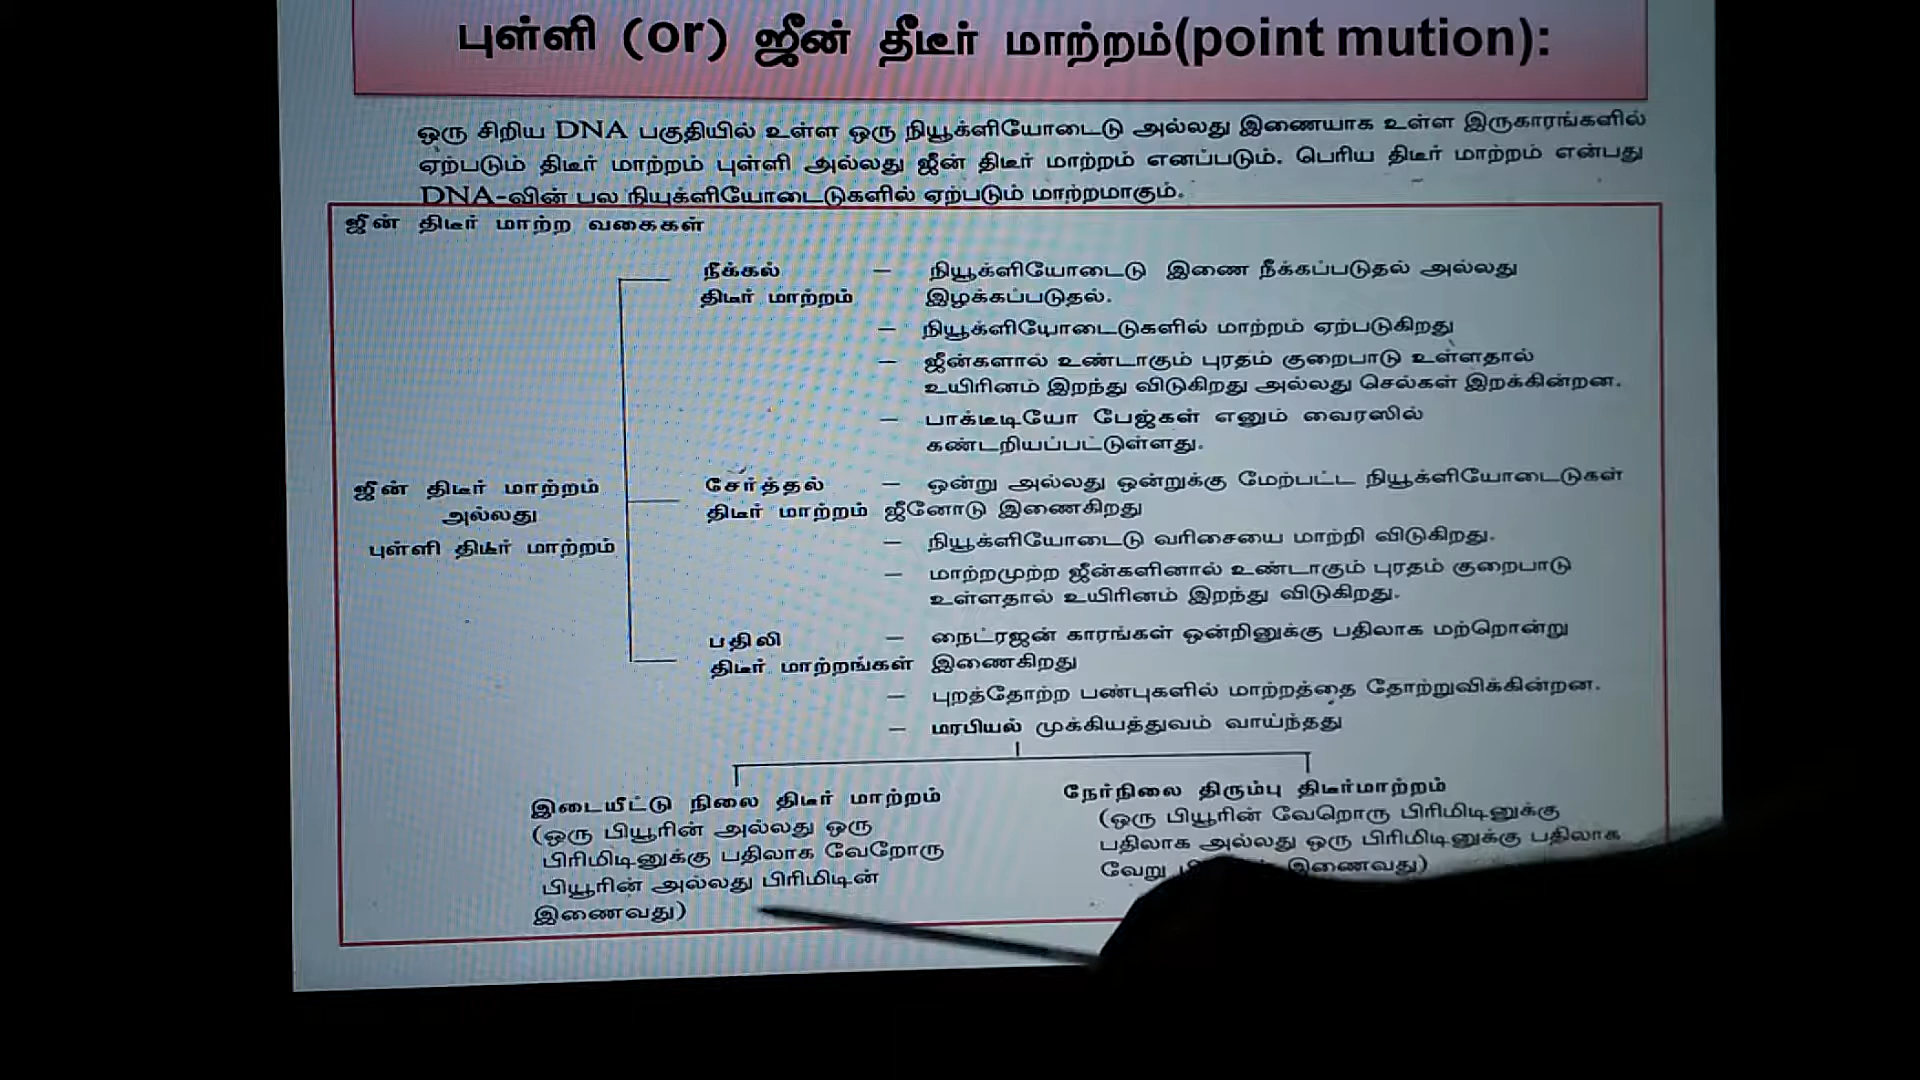 புள்ளி (or) ஜீன் தீடீர் மாற்றம்(point mution):
ஒரு சிறிய DNA பகுதியில் உள்ள ஒரு நியூக்ளியோடைடு அல்லது இணையாக உள்ள இருகாரங்களில்
ஏற்படும் திடீர் மாற்றம் புள்ளி அல்லது ஜீன் திடீர் மாற்றம் எனப்படும். பெரிய திடீர் மாற்றம் என்பது
DNA-வின் பல நியுக்ளியோடைடுகளில் ஏற்படும் மாற்றமாகும்.
ஜீன் திடீர் மாற்ற வகைகள்
நீக்கல் – நியூக்ளியோடைடு இணை நீக்கப்படுதல் அல்லது
திடீர் மாற்றம் இழக்கப்படுதல்.
– நியூக்ளியோடைடுகளில் மாற்றம் ஏற்படுகிறது
– ஜீன்களால் உண்டாகும் புரதம் குறைபாடு உள்ளதால்
உயிரினம் இறந்து விடுகிறது அல்லது செல்கள் இறக்கின்றன.
– பாக்டீடியோ பேஜ்கள் எனும் வைரஸில்
கண்டறியப்பட்டுள்ளது.
ஜீன் திடீர் மாற்றம்
அல்லது
புள்ளி திடீர் மாற்றம்
சேர்த்தல் – ஒன்று அல்லது ஒன்றுக்கு மேற்பட்ட நியூக்ளியோடைடுகள்
திடீர் மாற்றம் ஜீனோடு இணைகிறது
– நியூக்ளியோடைடு வரிசையை மாற்றி விடுகிறது.
– மாற்றமுற்ற ஜீன்களினால் உண்டாகும் புரதம் குறைபாடு
உள்ளதால் உயிரினம் இறந்து விடுகிறது.
பதிலி – நைட்ரஜன் காரங்கள் ஒன்றினுக்கு பதிலாக மற்றொன்று
திடீர் மாற்றங்கள் இணைகிறது
– புறத்தோற்ற பண்புகளில் மாற்றத்தை தோற்றுவிக்கின்றன.
– மரபியல் முக்கியத்துவம் வாய்ந்தது
இடையீட்டு நிலை திடீர் மாற்றம்
(ஒரு பியூரின் அல்லது ஒரு
பிரிமிடினுக்கு பதிலாக வேறோரு
பியூரின் அல்லது பிரிமிடின்
இணைவது)
நேர்நிலை திரும்பு திடீர்மாற்றம்
(ஒரு பியூரின் வேறொரு பிரிமிடினுக்கு
பதிலாக அல்லது ஒரு பிரிமிடினுக்கு பதிலாக
வேறு இணைவது)